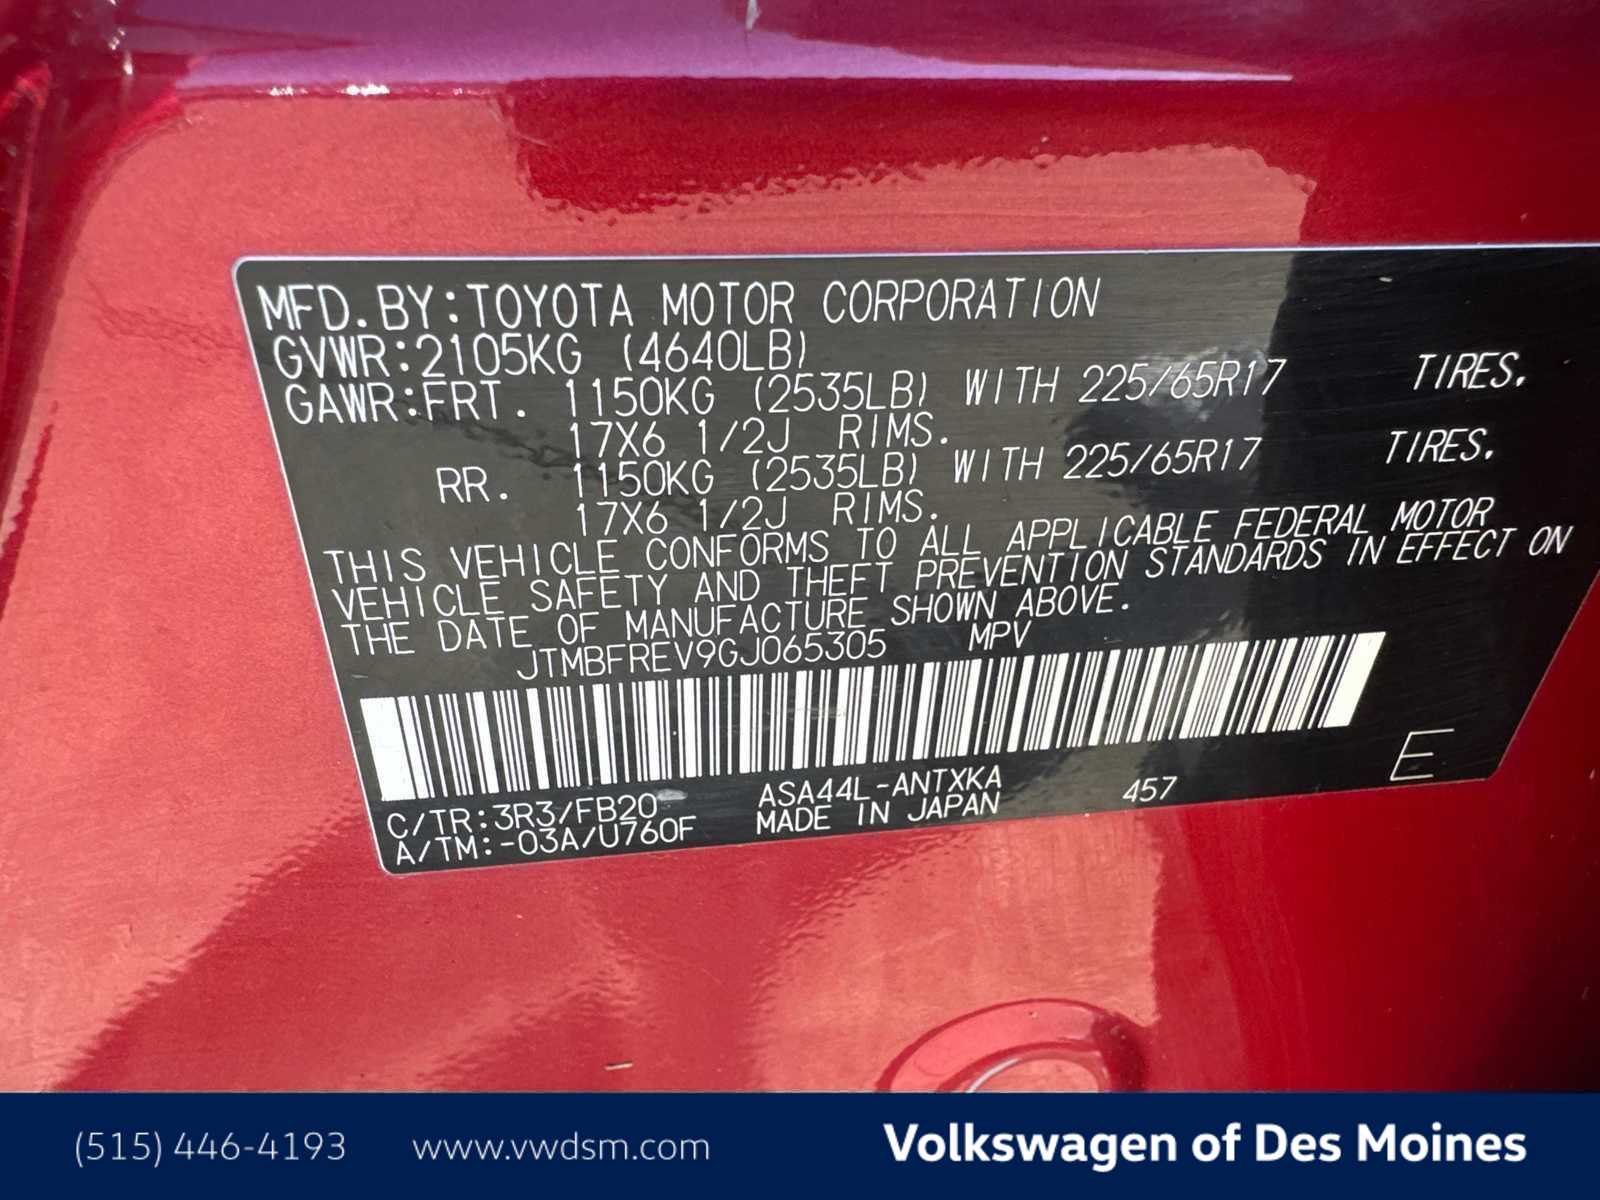 MFD.BY:TOYOTA MOTOR CORPORATION
GVWR:2105KG (4640LB)
GAWR:FRT. 1150KG (2535LB) WITH 225/65R17 TIRES.
17X6 1/2J RIMS.
RR. 1150KG (2535LB) WITH 225/65R17 TIRES.
17X6 1/2J RIMS.
THIS VEHICLE CONFORMS TO ALL APPLICABLE FEDERAL MOTOR
VEHICLE SAFETY AND THEFT PREVENTION STANDARDS IN EFFECT ON
THE DATE OF MANUFACTURE SHOWN ABOVE.
JTMBFREV9GJ065305 MPV
C/TR:3R3/FB20 ASA44L-ANTXKA 457 E
A/TM:-03A/U760F MADE IN JAPAN
(515) 446-4193 www.vwdsm.com Volkswagen of Des Moines